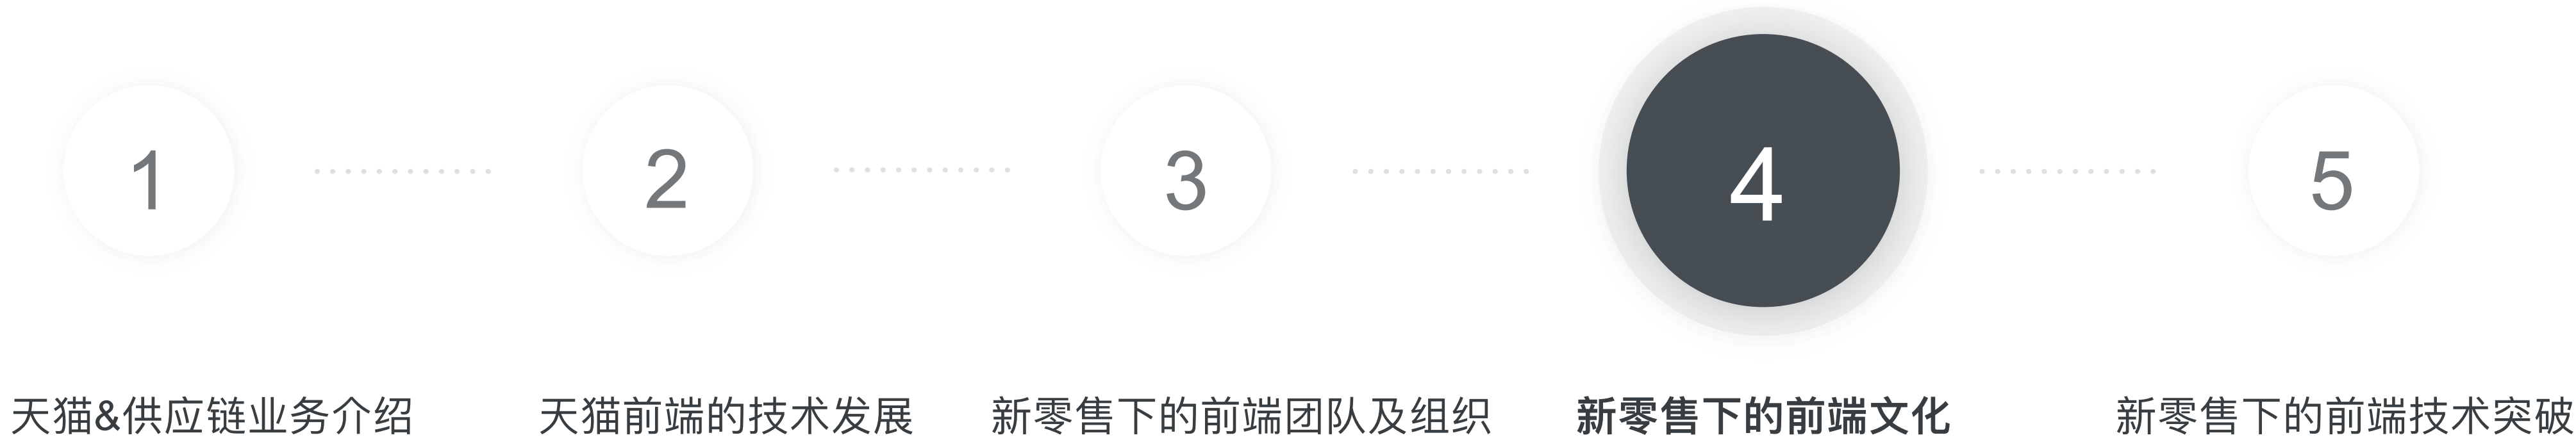 1
2
3
4
5
天猫&供应链业务介绍
天猫前端的技术发展
新零售下的前端团队及组织
新零售下的前端文化
新零售下的前端技术突破